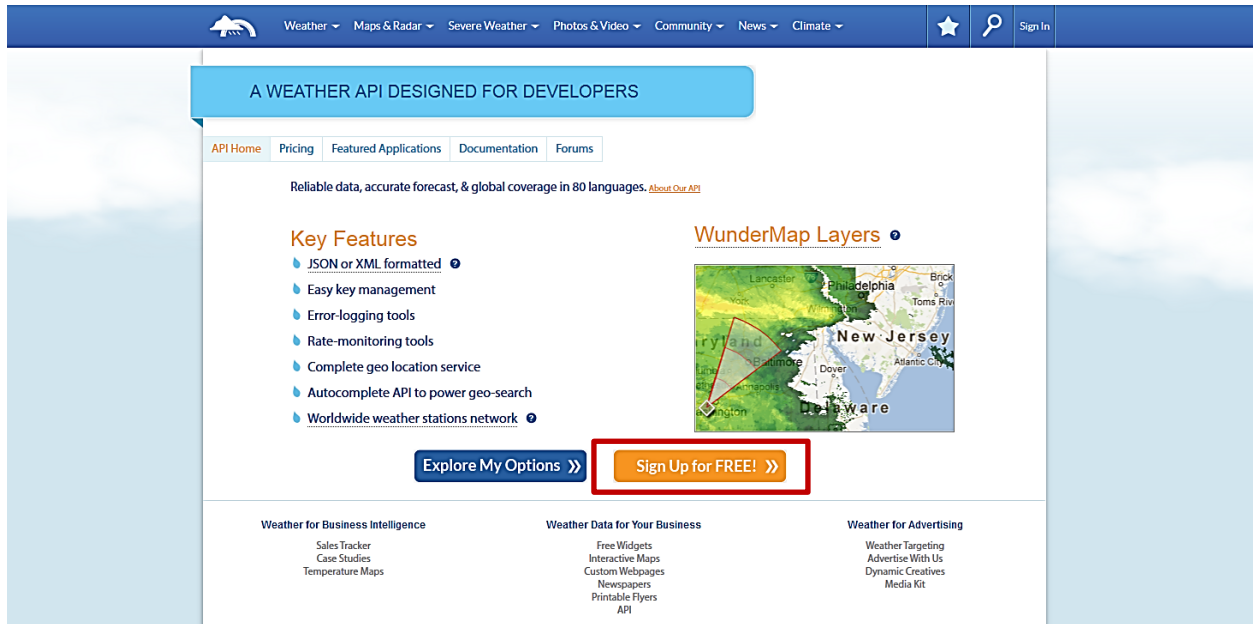 Weather Maps & Radar Severe Weather Photos & Video Community News Climate Sign In
A WEATHER API DESIGNED FOR DEVELOPERS
API Home Pricing Featured Applications Documentation Forums
Reliable data, accurate forecast, & global coverage in 80 languages. About Our API
Key Features
JSON or XML formatted ?
Easy key management
Error-logging tools
Rate-monitoring tools
Complete geo location service
Autocomplete API to power geo-search
Worldwide weather stations network ?
WunderMap Layers ?
Lancaster
Philadelphia
Brick
York
Wilmington
Toms Riv
New Jersey
ryland
Baltimore
Dover
Atlantic City
Annapolis
ington
Delaware
Explore My Options »
Sign Up for FREE! »
Weather for Business Intelligence
Sales Tracker
Case Studies
Temperature Maps
Weather Data for Your Business
Free Widgets
Interactive Maps
Custom Webpages
Newspapers
Printable Flyers
API
Weather for Advertising
Weather Targeting
Advertise With Us
Dynamic Creatives
Media Kit